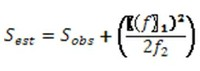 S_est = S_obs + (〖(f〗_1)^2 / 2f_2)